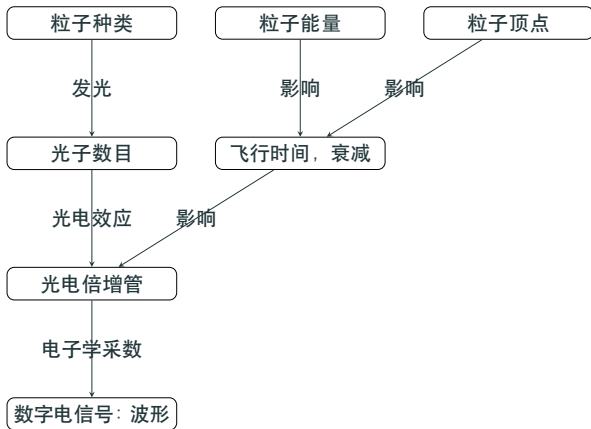 粒子种类
粒子能量
粒子顶点
发光
影响
影响
光子数目
飞行时间，衰减
光电效应
影响
光电倍增管
电子学采数
数字电信号：波形